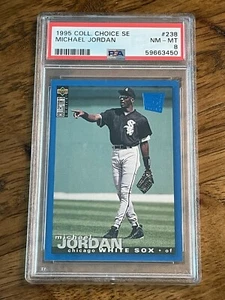 1995 COLL. CHOICE SE #238
MICHAEL JORDAN NM - MT
PSA 8
59663450
michael
JORDAN
chicago WHITE SOX • of